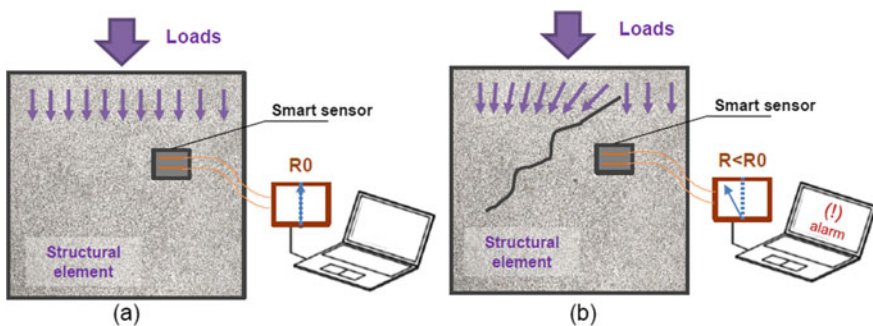 Loads
Smart sensor
R0
Structural
element
(a)
Loads
Smart sensor
R<R0
(!)
alarm
Structural
element
(b)